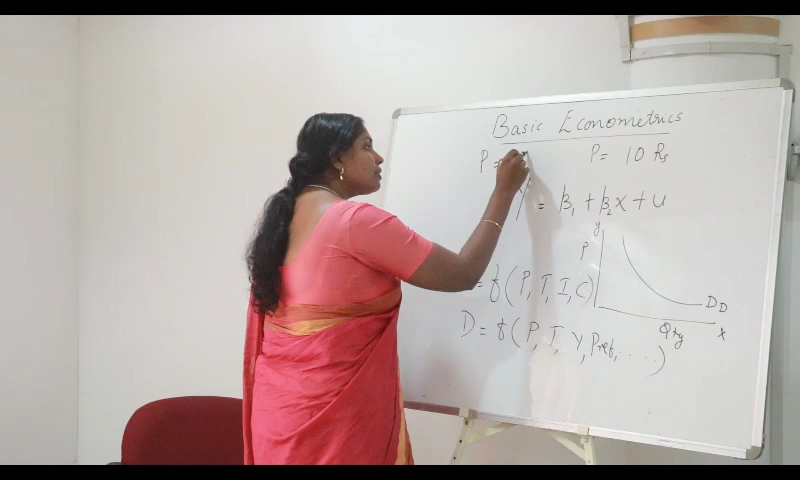 Basic Econometrics
P = P = 10 Rs
Y = β₁ + β₂X + u
y
P
= f (P, T, I, C)
DD
Qty x
D = f (P, T, Y, Pref, ....)